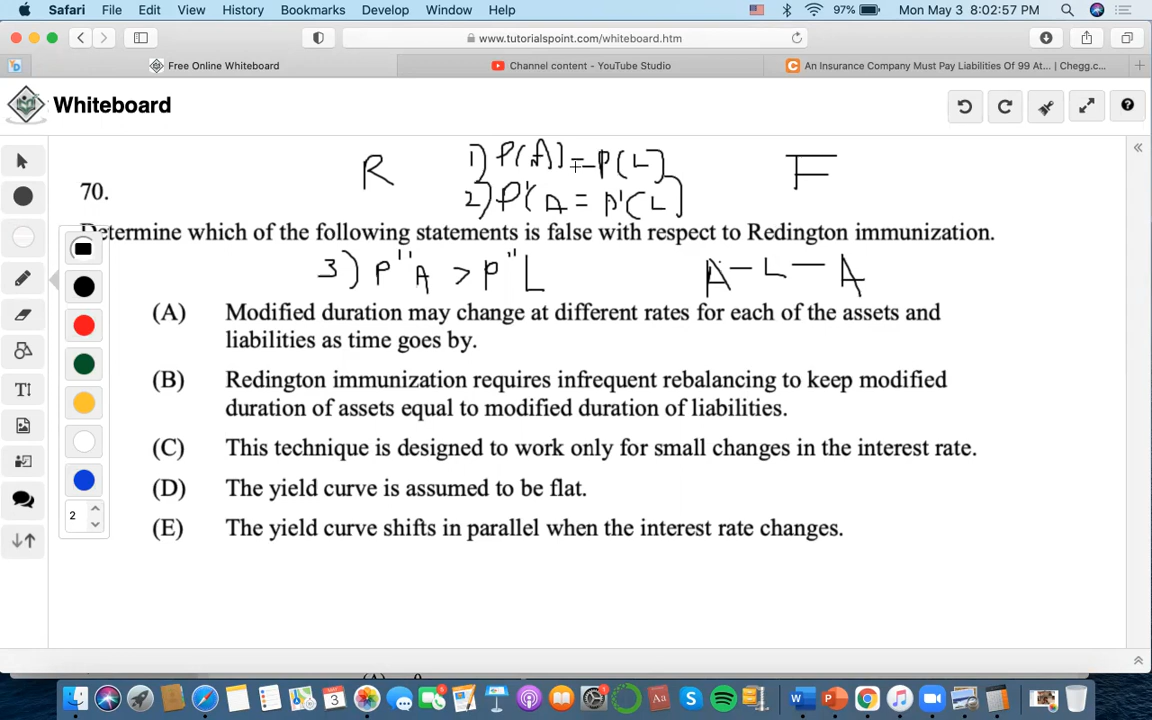 Safari File Edit View History Bookmarks Develop Window Help 97% Mon May 3 8:02:57 PM
www.tutorialspoint.com/whiteboard.htm
Free Online Whiteboard Channel content - YouTube Studio An Insurance Company Must Pay Liabilities Of 99 At... | Chegg.c...
Whiteboard
R 1) P(A) = P(L) F
70. 2) P'(A = P'(L)
Determine which of the following statements is false with respect to Redington immunization.
3) P''A > P''L A — L — A
(A) Modified duration may change at different rates for each of the assets and
liabilities as time goes by.
(B) Redington immunization requires infrequent rebalancing to keep modified
duration of assets equal to modified duration of liabilities.
(C) This technique is designed to work only for small changes in the interest rate.
(D) The yield curve is assumed to be flat.
(E) The yield curve shifts in parallel when the interest rate changes.
2